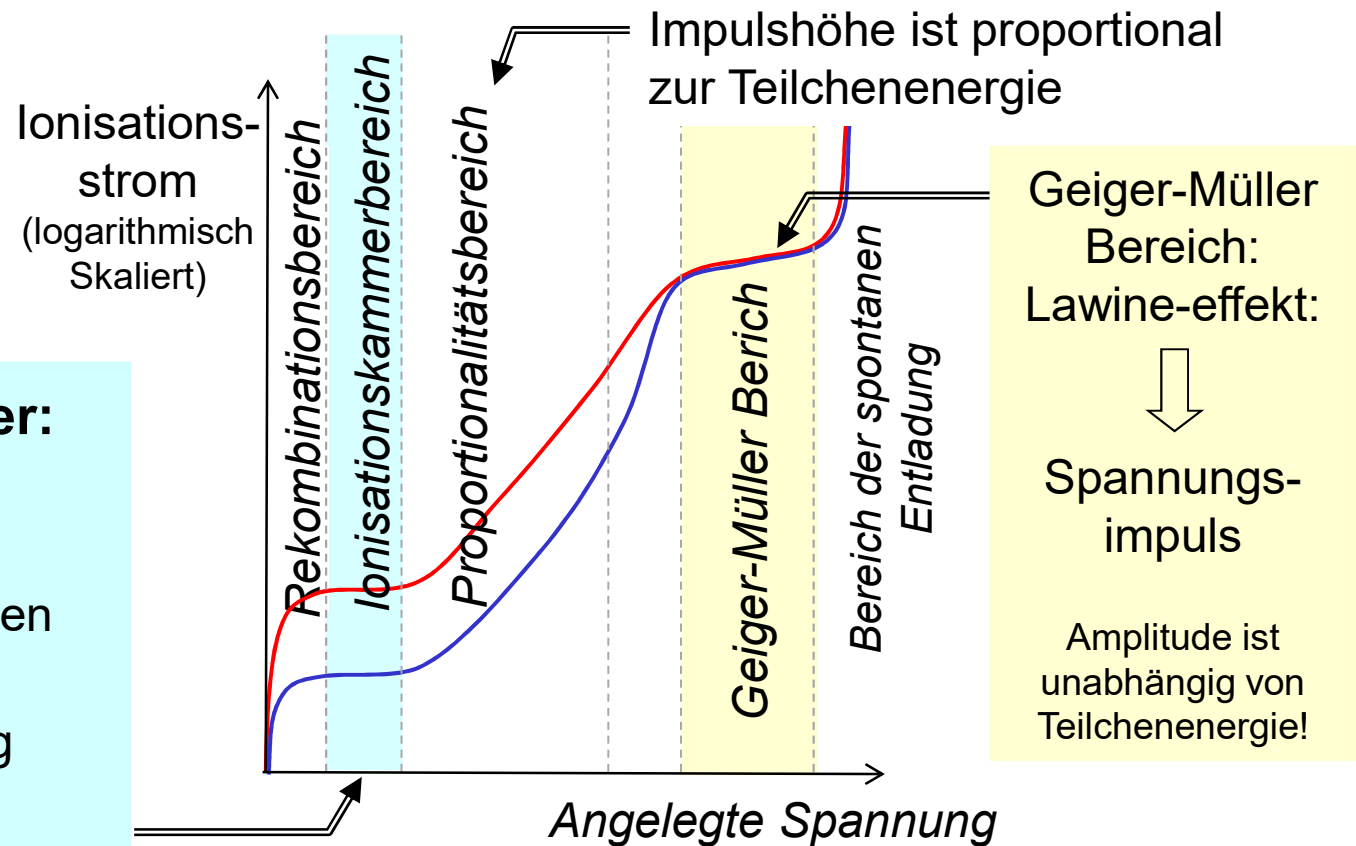 Impulshöhe ist proportional
zur Teilchenenergie
Ionisations-
strom
(logarithmisch
Skaliert)
Rekombinationsbereich
Ionisationskammerbereich
Proportionalitätsbereich
Geiger-Müller Berich
Bereich der spontanen
Entladung
Geiger-Müller
Bereich:
Lawine-effekt:
Spannungs-
impuls
Amplitude ist
unabhängig von
Teilchenenergie!
er:
en
g
Angelegte Spannung